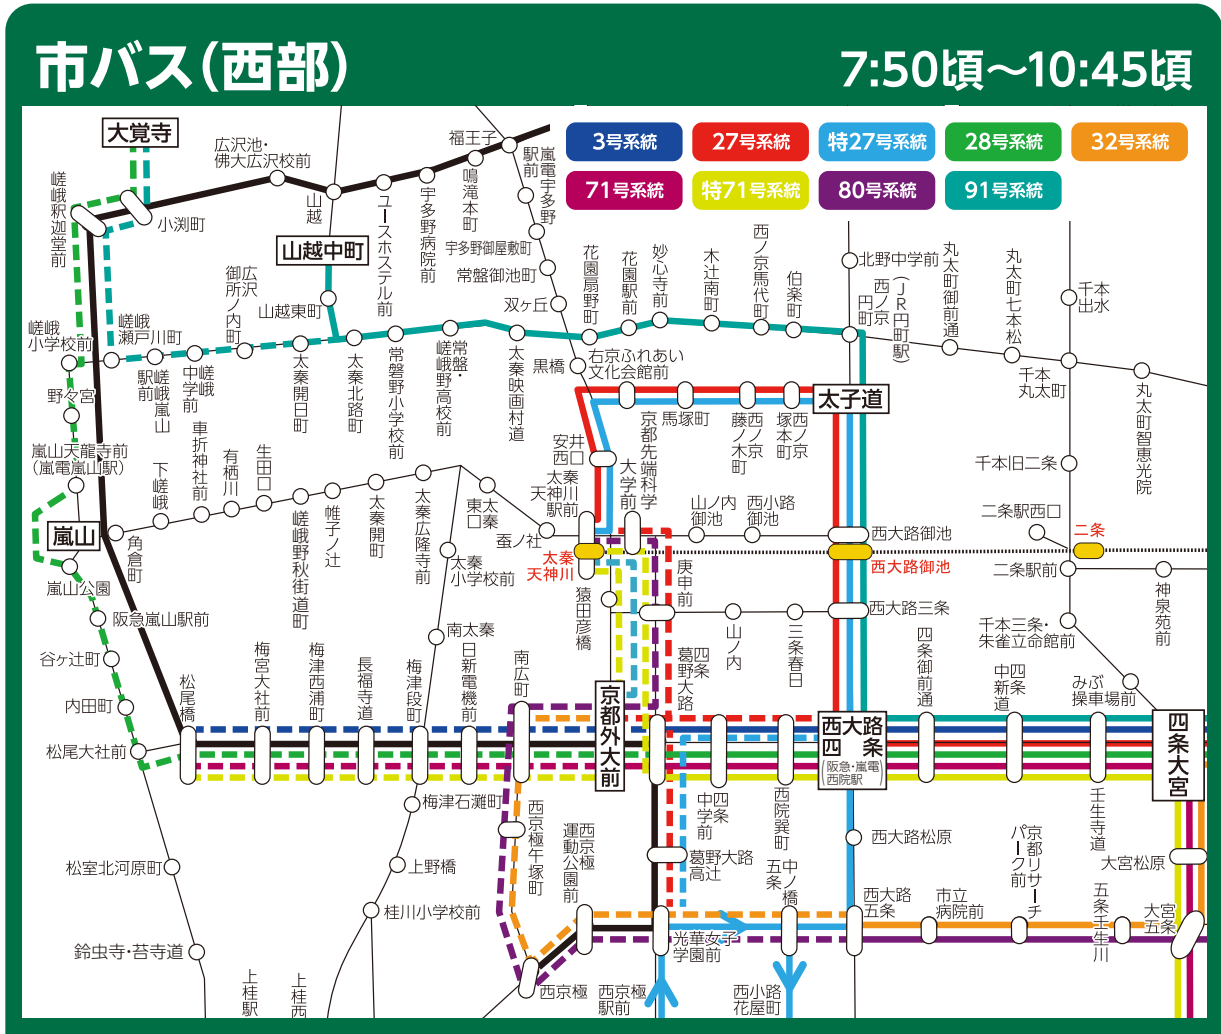 市バス(西部)
7:50頃~10:45頃
3号系統
27号系統
特27号系統
28号系統
32号系統
71号系統
特71号系統
80号系統
91号系統
大覚寺
広沢池・
佛大広沢校前
福王子
嵐電宇多野
駅前
嵯峨釈迦堂前
小渕町
山越
ユースホステル前
宇多野病院前
鳴滝本町
宇多野御屋敷町
常盤御池町
双ヶ丘
黒橋
山越中町
広沢
御所ノ内町
山越東町
花園扇野町
花園駅前
妙心寺前
木辻南町
西ノ京馬代町
伯楽町
北野中学前
西ノ京
円町
(JR円町駅)
丸太町御前通
丸太町七本松
千本
出水
千本
丸太町
丸太町智恵光院
嵯峨
小学校前
嵯峨
瀬戸川町
嵯峨嵐山
駅前
嵯峨
中学前
太秦開日町
太秦北路町
常盤野小学校前
常盤・
嵯峨野高校前
太秦映画村道
右京ふれあい
文化会館前
野々宮
嵐山天龍寺前
(嵐電嵐山駅)
下嵯峨
車折神社前
有栖川
生田口
嵯峨野秋街道町
帷子ノ辻
太秦開町
太秦広隆寺前
東太秦
口
蚕ノ社
安井
西口
太秦
天神川
駅前
大学前
京都先端科学
馬塚町
西ノ京
藤ノ木町
西ノ京
塚本町
太子道
嵐山
角倉町
嵐山公園
阪急嵐山駅前
谷ヶ辻町
内田町
松尾大社前
太秦
小学校前
南太秦
太秦
天神川
山ノ内
御池
西小路
御池
西大路御池
西大路御池
千本旧二条
二条駅西口
二条
二条駅前
神泉苑前
千本三条・
朱雀立命館前
みぶ
操車場前
猿田彦橋
庚申前
山ノ内
三条春日
西大路三条
四条御前通
四条
中新道
松尾橋
梅宮大社前
梅津西浦町
長福寺道
梅津段町
日新電機前
南広町
京都外大前
四条
葛野大路
西大路
四条
(阪急・嵐電
西院駅)
四条大宮
梅津石灘町
上野橋
桂川小学校前
松室北河原町
鈴虫寺・苔寺道
上桂駅
上桂西
西京極午塚町
西京極
運動公園前
四条
中学前
西院巽町
葛野大路
高辻
中ノ橋
五条
西大路松原
西大路
五条
市立
病院前
京都リサーチ
パーク前
壬生寺道
五条壬生川
大宮松原
大宮
五条
光華女子
学園前
西京極
西京極
駅前
西小路
花屋町